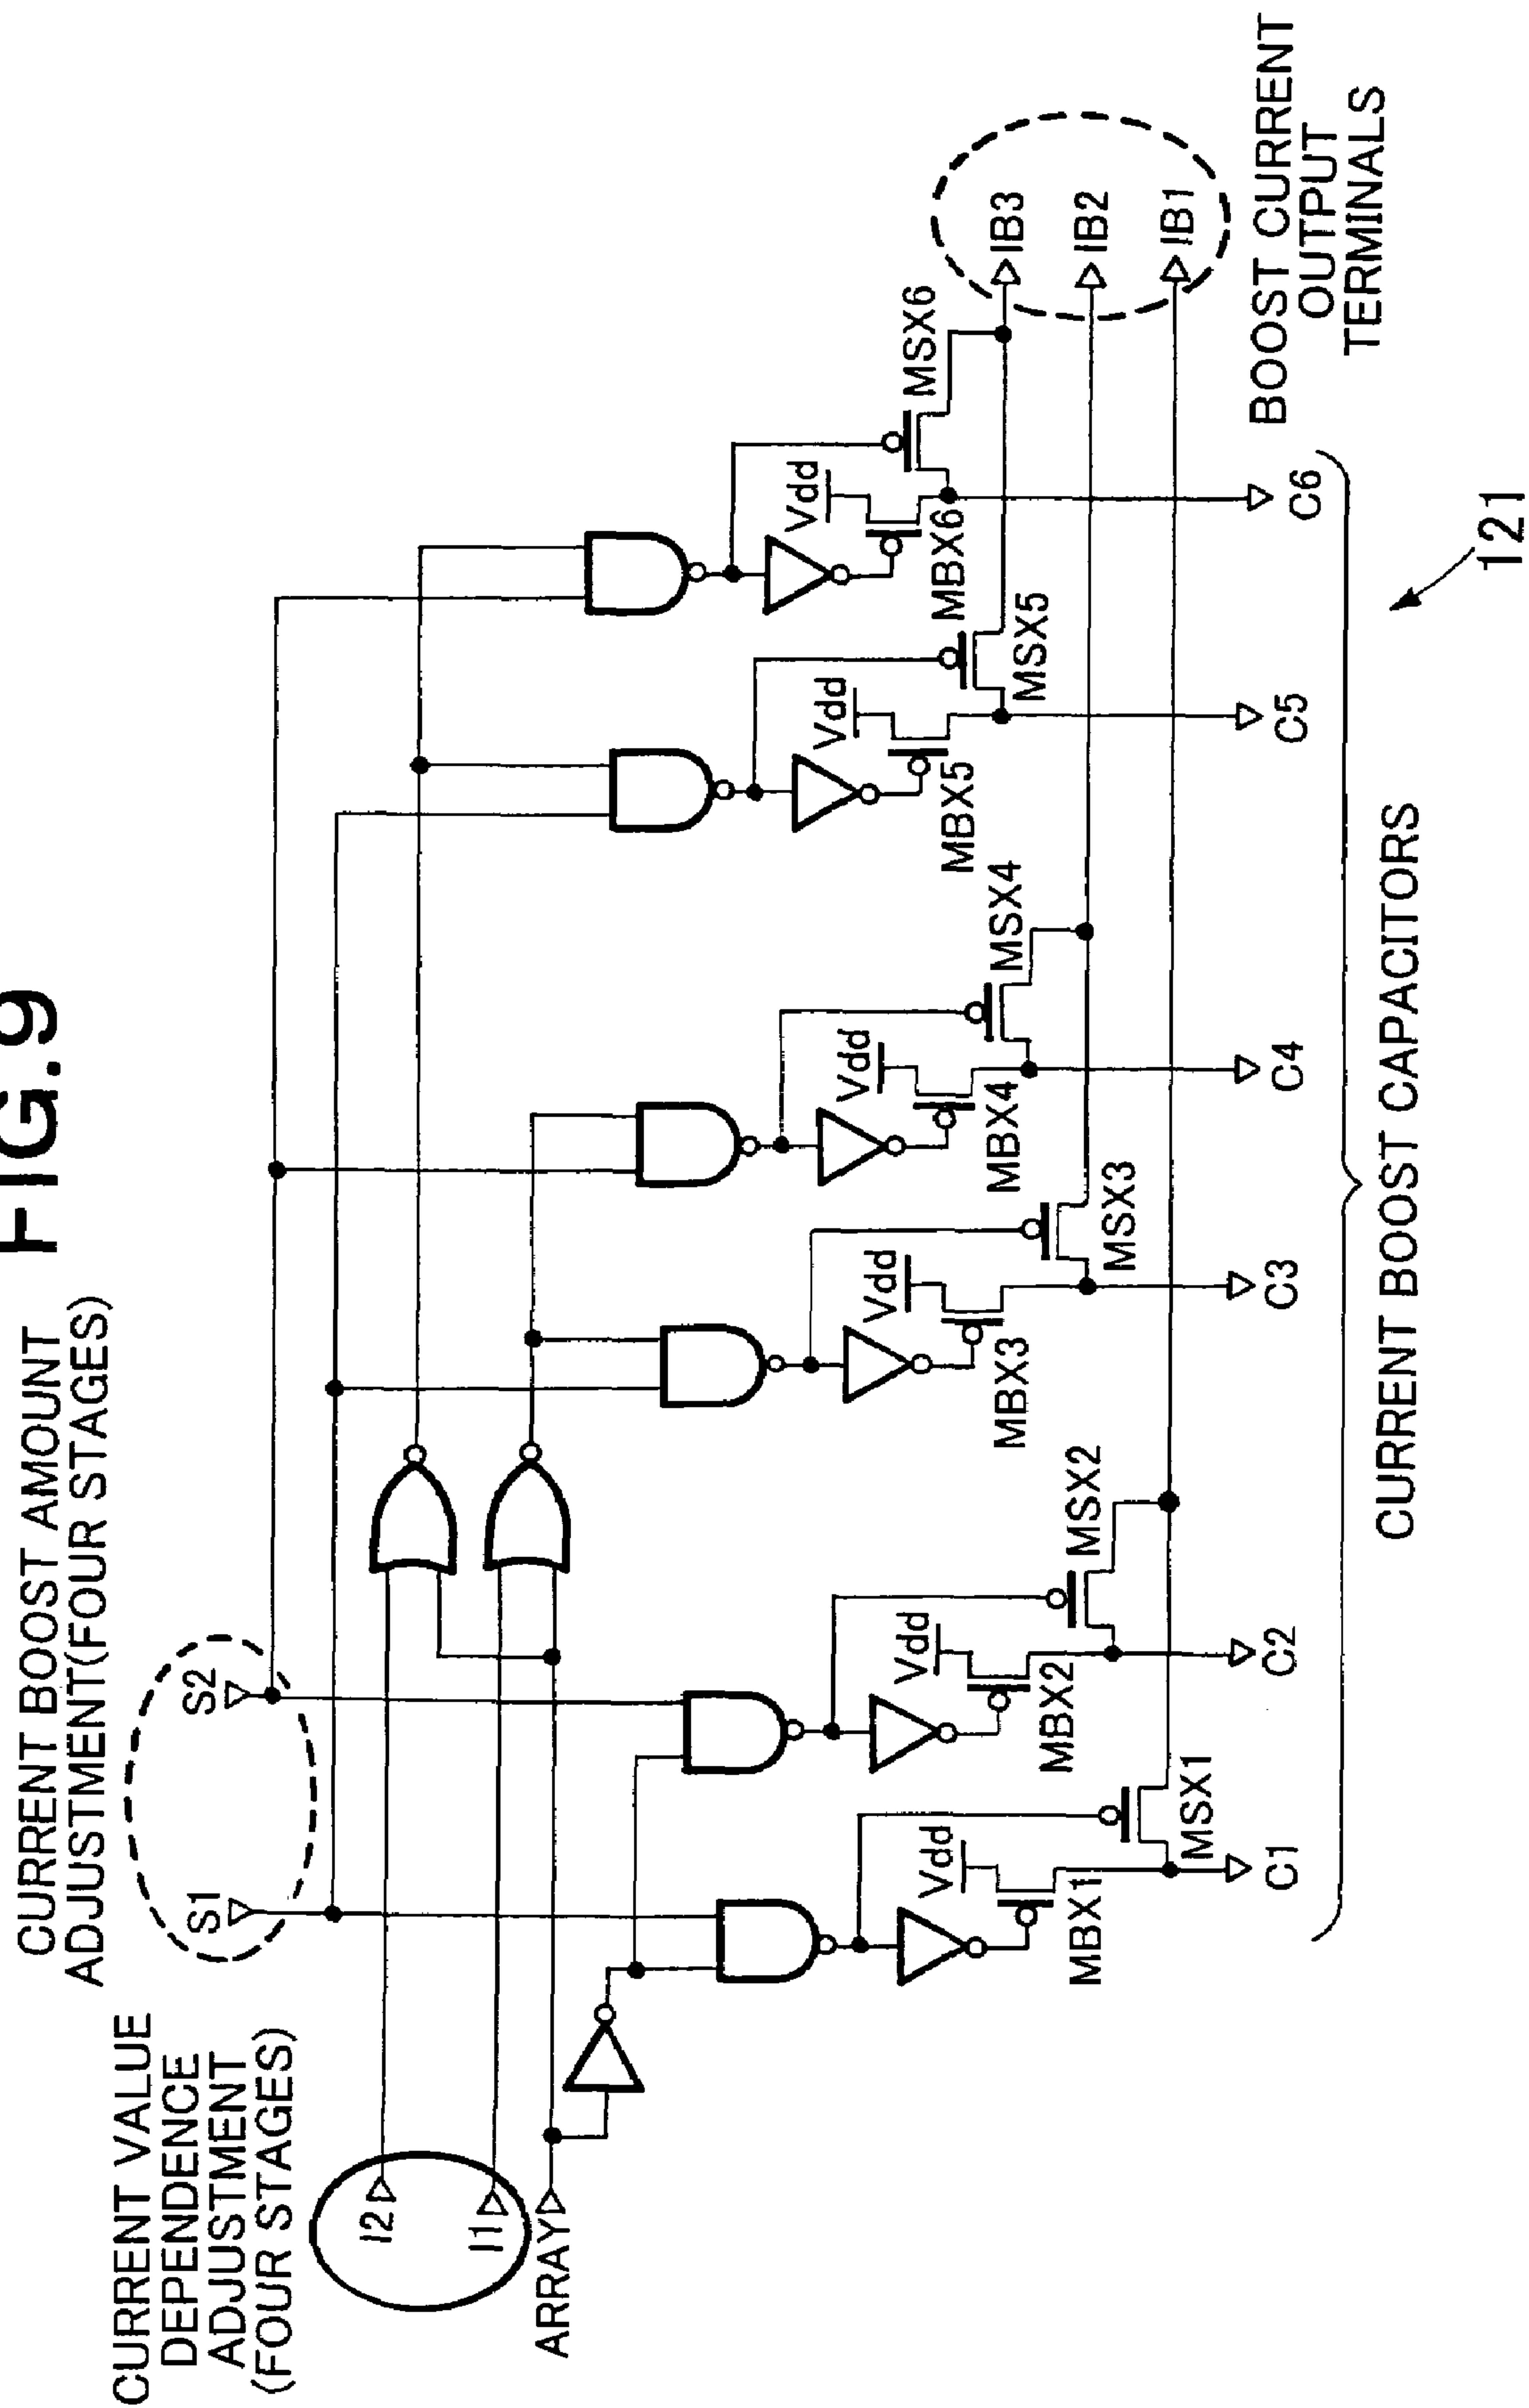 FIG.9
CURRENT BOOST AMOUNT
ADJUSTMENT(FOUR STAGES)
CURRENT VALUE
DEPENDENCE
ADJUSTMENT
(FOUR STAGES)
S1
S2
I2
I1
ARRAY
Vdd
MBX1
MSX1
C1
Vdd
MBX2
MSX2
C2
Vdd
MBX3
MSX3
C3
Vdd
MBX4
MSX4
C4
Vdd
MBX5
MSX5
C5
Vdd
MBX6
MSX6
C6
IB3
IB2
IB1
BOOST CURRENT
OUTPUT
TERMINALS
CURRENT BOOST CAPACITORS
121